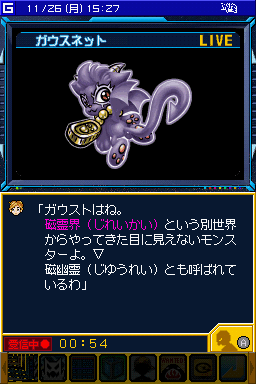 G 11/26(月)15:27
ガウスネット LIVE
「ガウストはね。
磁霊界(じれいかい)という別世界
からやってきた目に見えないモンス
ターよ。▽
磁幽霊(じゆうれい)とも呼ばれて
いるわ」
受信中● 00:54
A